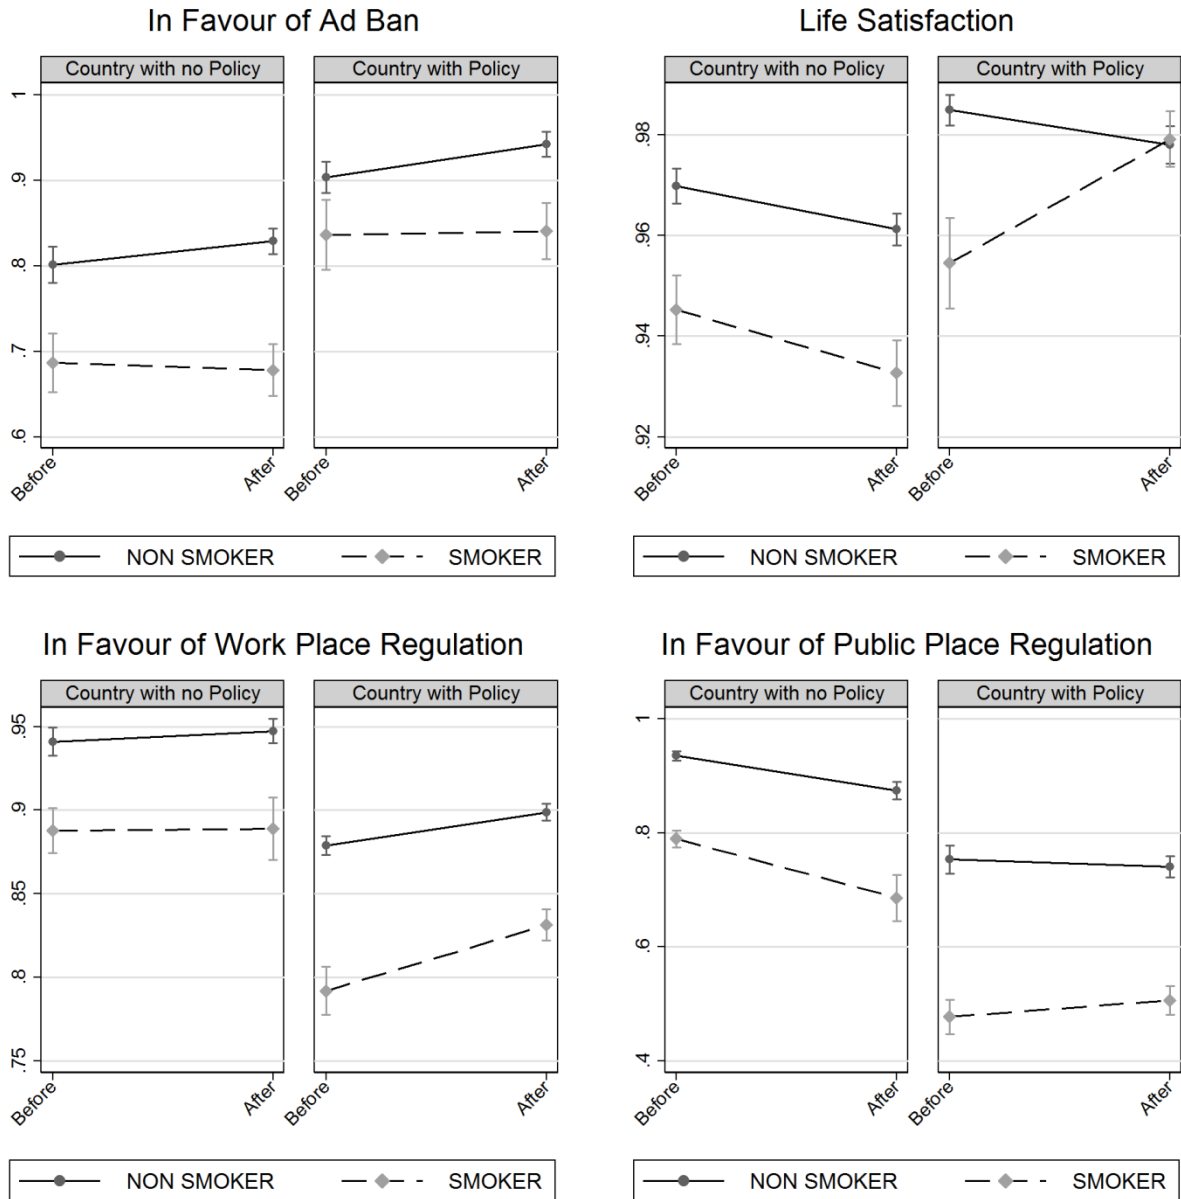 In Favour of Ad Ban
Country with no Policy
Country with Policy
1
.9
.8
.7
.6
Before
After
Before
After
NON SMOKER
SMOKER
Life Satisfaction
Country with no Policy
Country with Policy
.98
.96
.94
.92
Before
After
Before
After
NON SMOKER
SMOKER
In Favour of Work Place Regulation
Country with no Policy
Country with Policy
.95
.9
.85
.8
.75
Before
After
Before
After
NON SMOKER
SMOKER
In Favour of Public Place Regulation
Country with no Policy
Country with Policy
1
.8
.6
.4
Before
After
Before
After
NON SMOKER
SMOKER